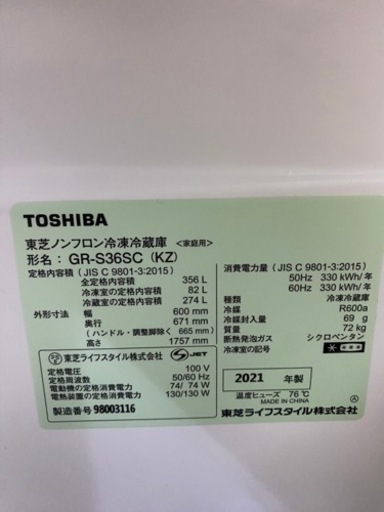 TOSHIBA
東芝ノンフロン冷凍冷蔵庫 <家庭用>
形名： GR-S36SC (KZ)
定格内容積 (JIS C 9801-3:2015)
全定格内容積 356 L
冷凍室の定格内容積 82 L
冷蔵室の定格内容積 274 L
外形寸法 幅 600 mm
奥行 671 mm
(ハンドル・調整脚除く 665 mm)
高さ 1757 mm
東芝ライフスタイル株式会社 JET
定格電圧 100 V
定格周波数 50/60 Hz
電動機の定格消費電力 74/ 74 W
電熱装置の定格消費電力 130/130 W
製造番号 98003116
消費電力量 (JIS C 9801-3:2015)
50Hz 330 kWh/年
60Hz 330 kWh/年
種類 冷凍冷蔵庫
冷媒 R600a
冷媒封入量 69 g
質量 72 kg
断熱発泡ガス シクロペンタン
冷凍室の記号
2021 年製
温度ヒューズ 76℃
MADE IN CHINA
東芝ライフスタイル株式会社